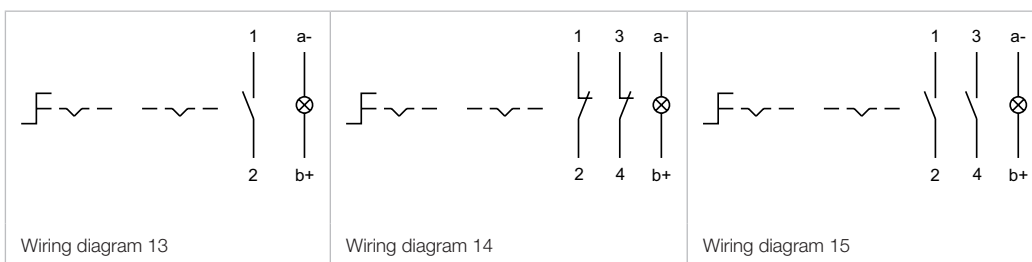 1 a-
2 b+
Wiring diagram 13
1 3 a-
2 4 b+
Wiring diagram 14
1 3 a-
2 4 b+
Wiring diagram 15